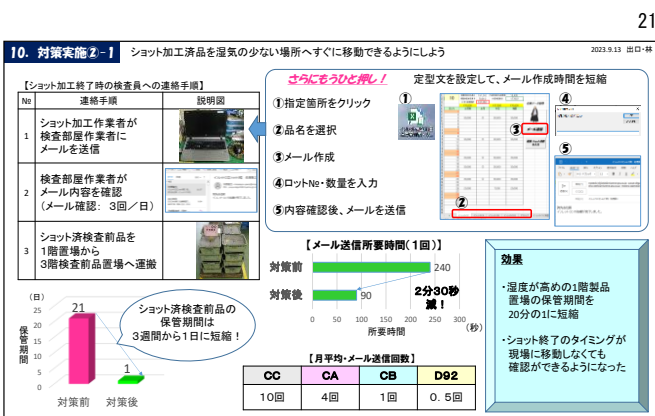 21
10. 対策実施②-1 ショット加工済品を湿気の少ない場所へすぐに移動できるようにしよう
2023.9.13 出口・林
【ショット加工終了時の検査員への連絡手順】
№ 連絡手順 説明図
1 ショット加工作業者が
検査部屋作業者に
メールを送信
2 検査部屋作業者が
メール内容を確認
(メール確認: 3回/日)
3 ショット済検査前品を
1階置場から
3階検査前品置場へ運搬
さらにもうひと押し! 定型文を設定して、メール作成時間を短縮
①指定箇所をクリック
②品名を選択
③メール作成
④ロット№・数量を入力
⑤内容確認後、メールを送信
①
②
③
④
⑤
【メール送信所要時間(1回)】
対策前 240
対策後 90
2分30秒
減!
0 50 100 150 200 250 300 (秒)
所要時間
効果
・湿度が高めの1階製品
置場の保管期間を
20分の1に短縮
・ショット終了のタイミングが
現場に移動しなくても
確認ができるようになった
(日)
保管期間
25
20
15
10
5
0
21
1
対策前 対策後
ショット済検査前品の
保管期間は
3週間から1日に短縮!
【月平均・メール送信回数】
CC CA CB D92
10回 4回 1回 0.5回